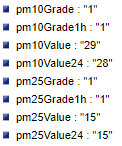 pm10Grade : "1"
pm10Grade1h : "1"
pm10Value : "29"
pm10Value24 : "28"
pm25Grade : "1"
pm25Grade1h : "1"
pm25Value : "15"
pm25Value24 : "15"